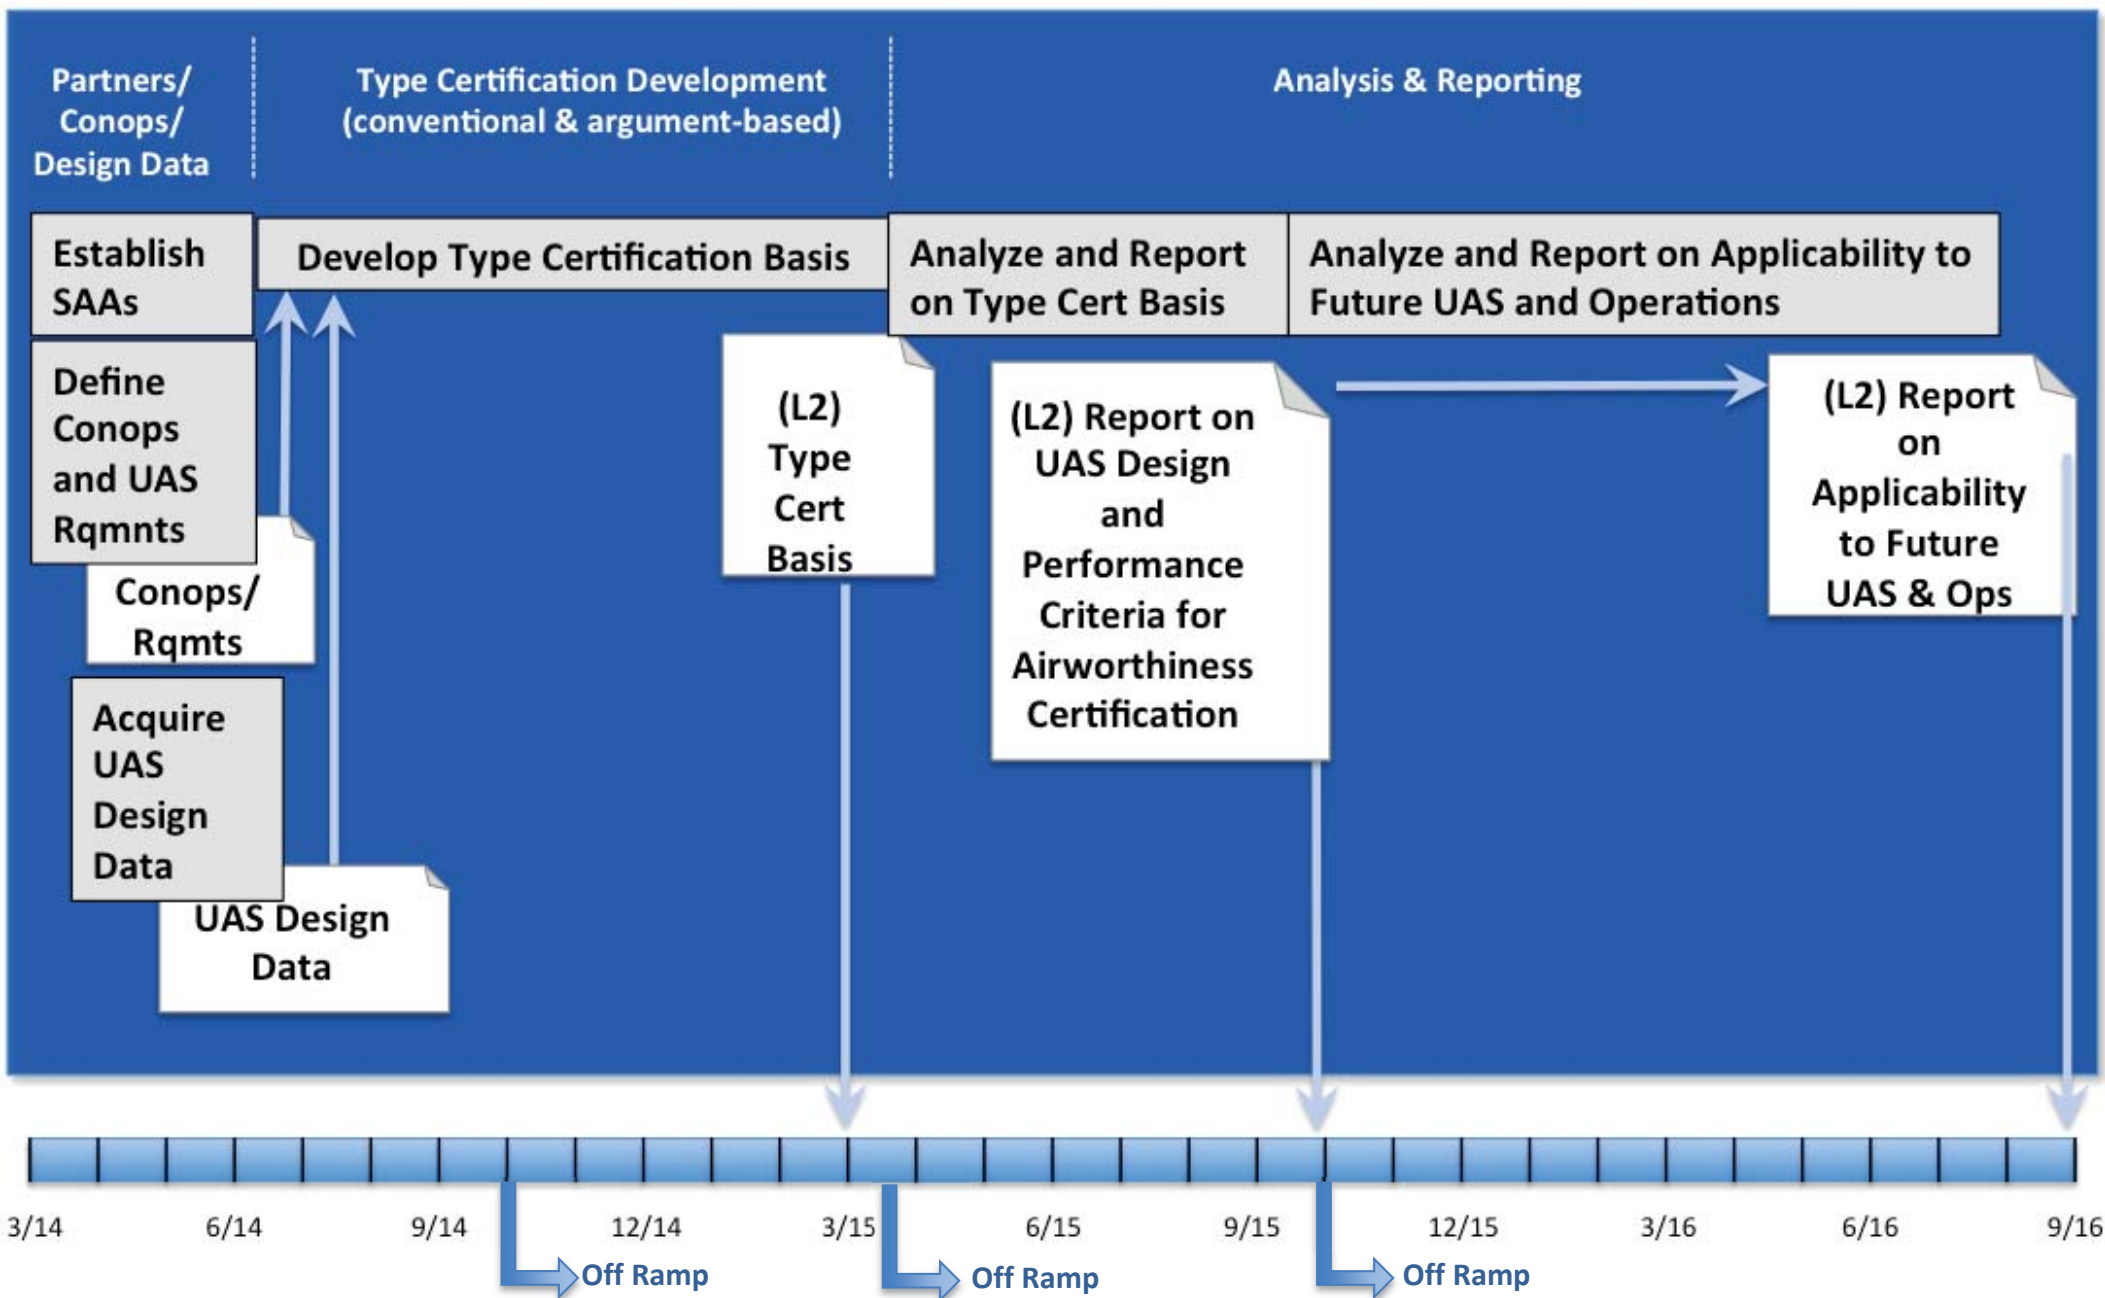 Partners/
Conops/
Design Data
Type Certification Development
(conventional & argument-based)
Analysis & Reporting
Establish
SAAs
Develop Type Certification Basis
Analyze and Report
on Type Cert Basis
Analyze and Report on Applicability to
Future UAS and Operations
Define
Conops
and UAS
Rqmnts
Conops/
Rqmts
Acquire
UAS
Design
Data
UAS Design
Data
(L2)
Type
Cert
Basis
(L2) Report on
UAS Design
and
Performance
Criteria for
Airworthiness
Certification
(L2) Report
on
Applicability
to Future
UAS & Ops
3/14
6/14
9/14
12/14
3/15
6/15
9/15
12/15
3/16
6/16
9/16
Off Ramp
Off Ramp
Off Ramp